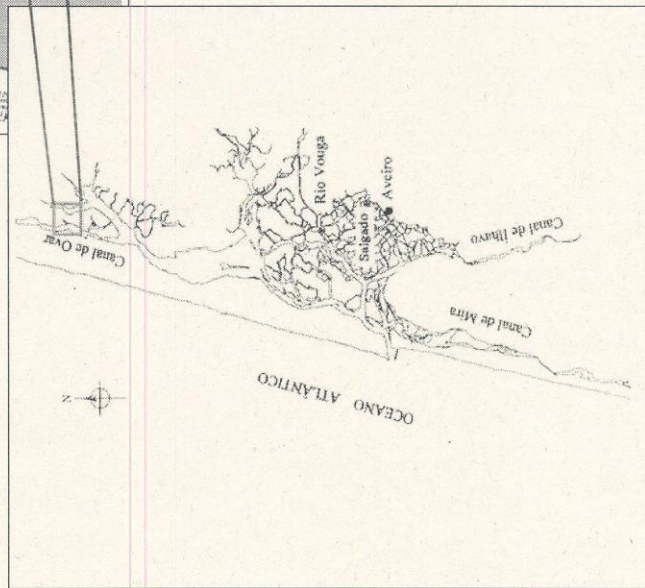 Canal de Ovar
Rio Vouga
Salgado
Aveiro
Canal de Ílhavo
Canal de Mira
OCEANO ATLÂNTICO
N